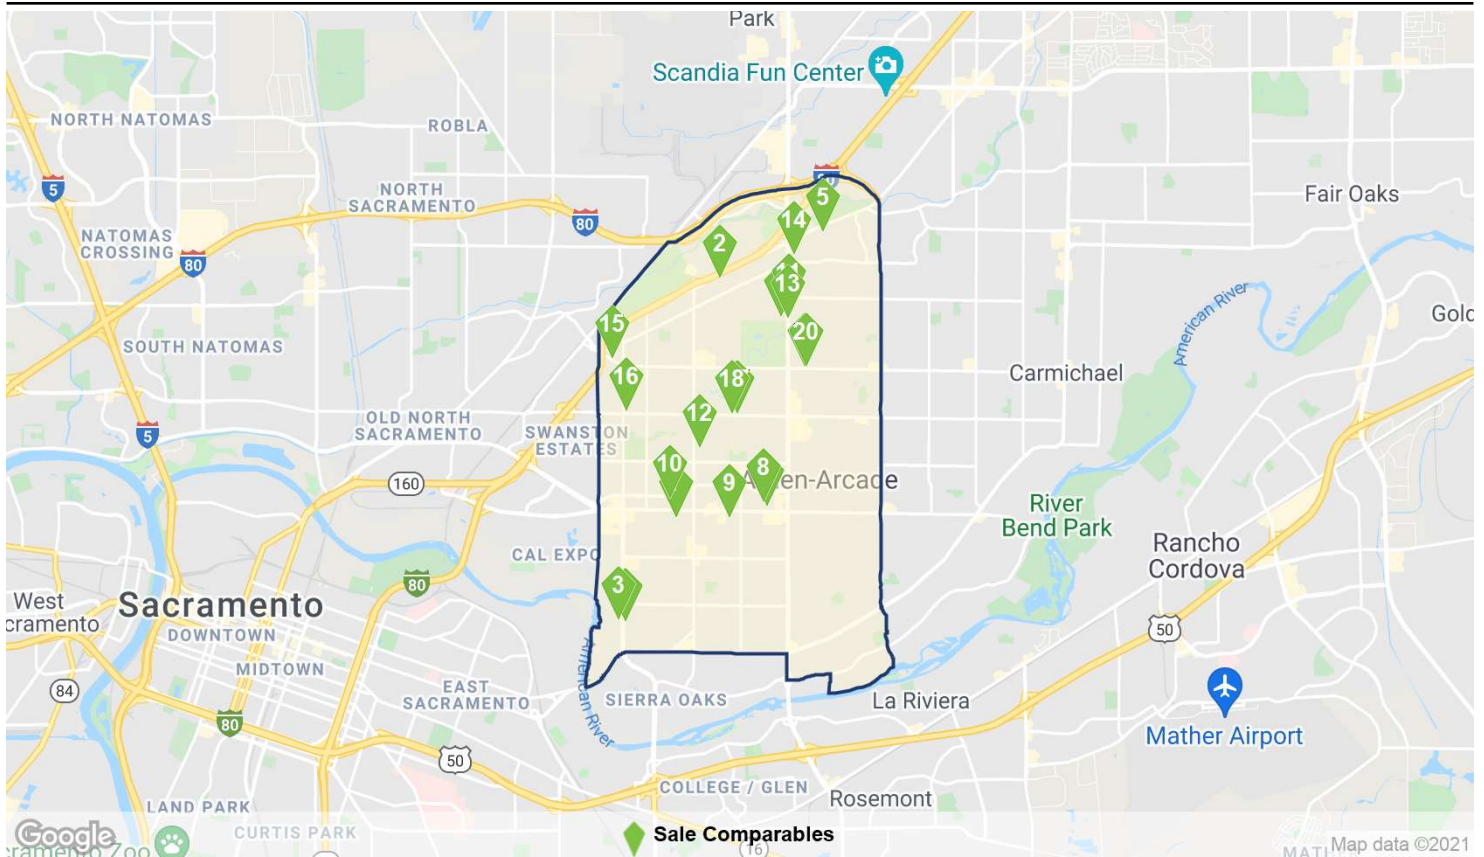 Park
Scandia Fun Center
NORTH NATOMAS
ROBLA
5
NORTH
SACRAMENTO
80
Fair Oaks
5
14
NATOMAS
CROSSING
80
2
13
15
20
Gold
SOUTH NATOMAS
16
18
Carmichael
American River
12
OLD NORTH
SACRAMENTO
SWANSTON
ESTATES
5
10
8
9
160
River
Bend Park
Rancho
Cordova
CAL EXPO
80
3
West
cramento
Sacramento
DOWNTOWN
50
MIDTOWN
American River
84
EAST
SACRAMENTO
SIERRA OAKS
La Riviera
80
50
Mather Airport
COLLEGE / GLEN
Rosemont
LAND PARK
CURTIS PARK
Google
Sale Comparables
16
Map data ©2021